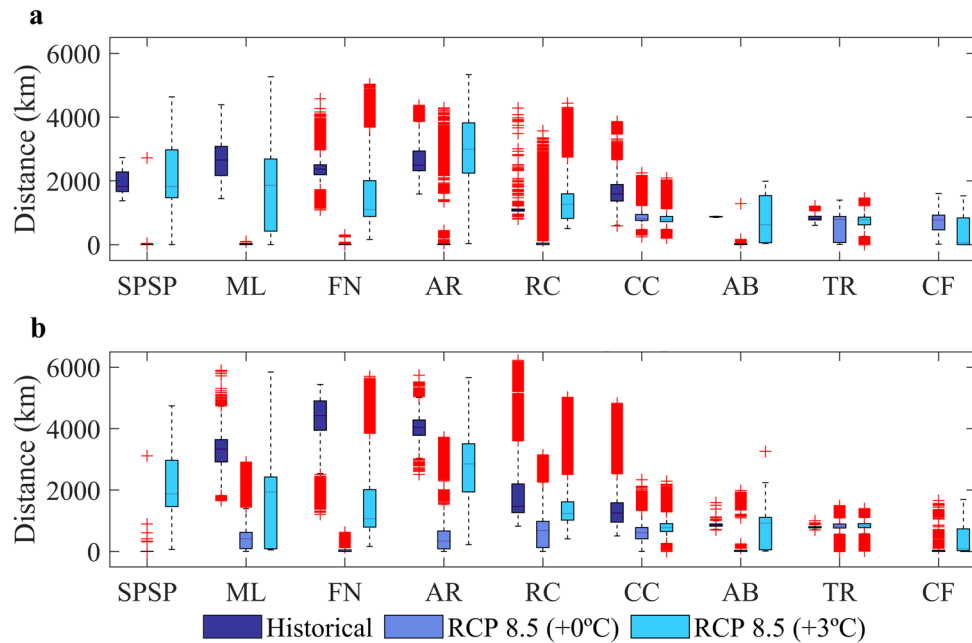 a
Distance (km)
6000
4000
2000
0
SPSP ML FN AR RC CC AB TR CF
b
Distance (km)
6000
4000
2000
0
SPSP ML FN AR RC CC AB TR CF
Historical RCP 8.5 (+0ºC) RCP 8.5 (+3ºC)